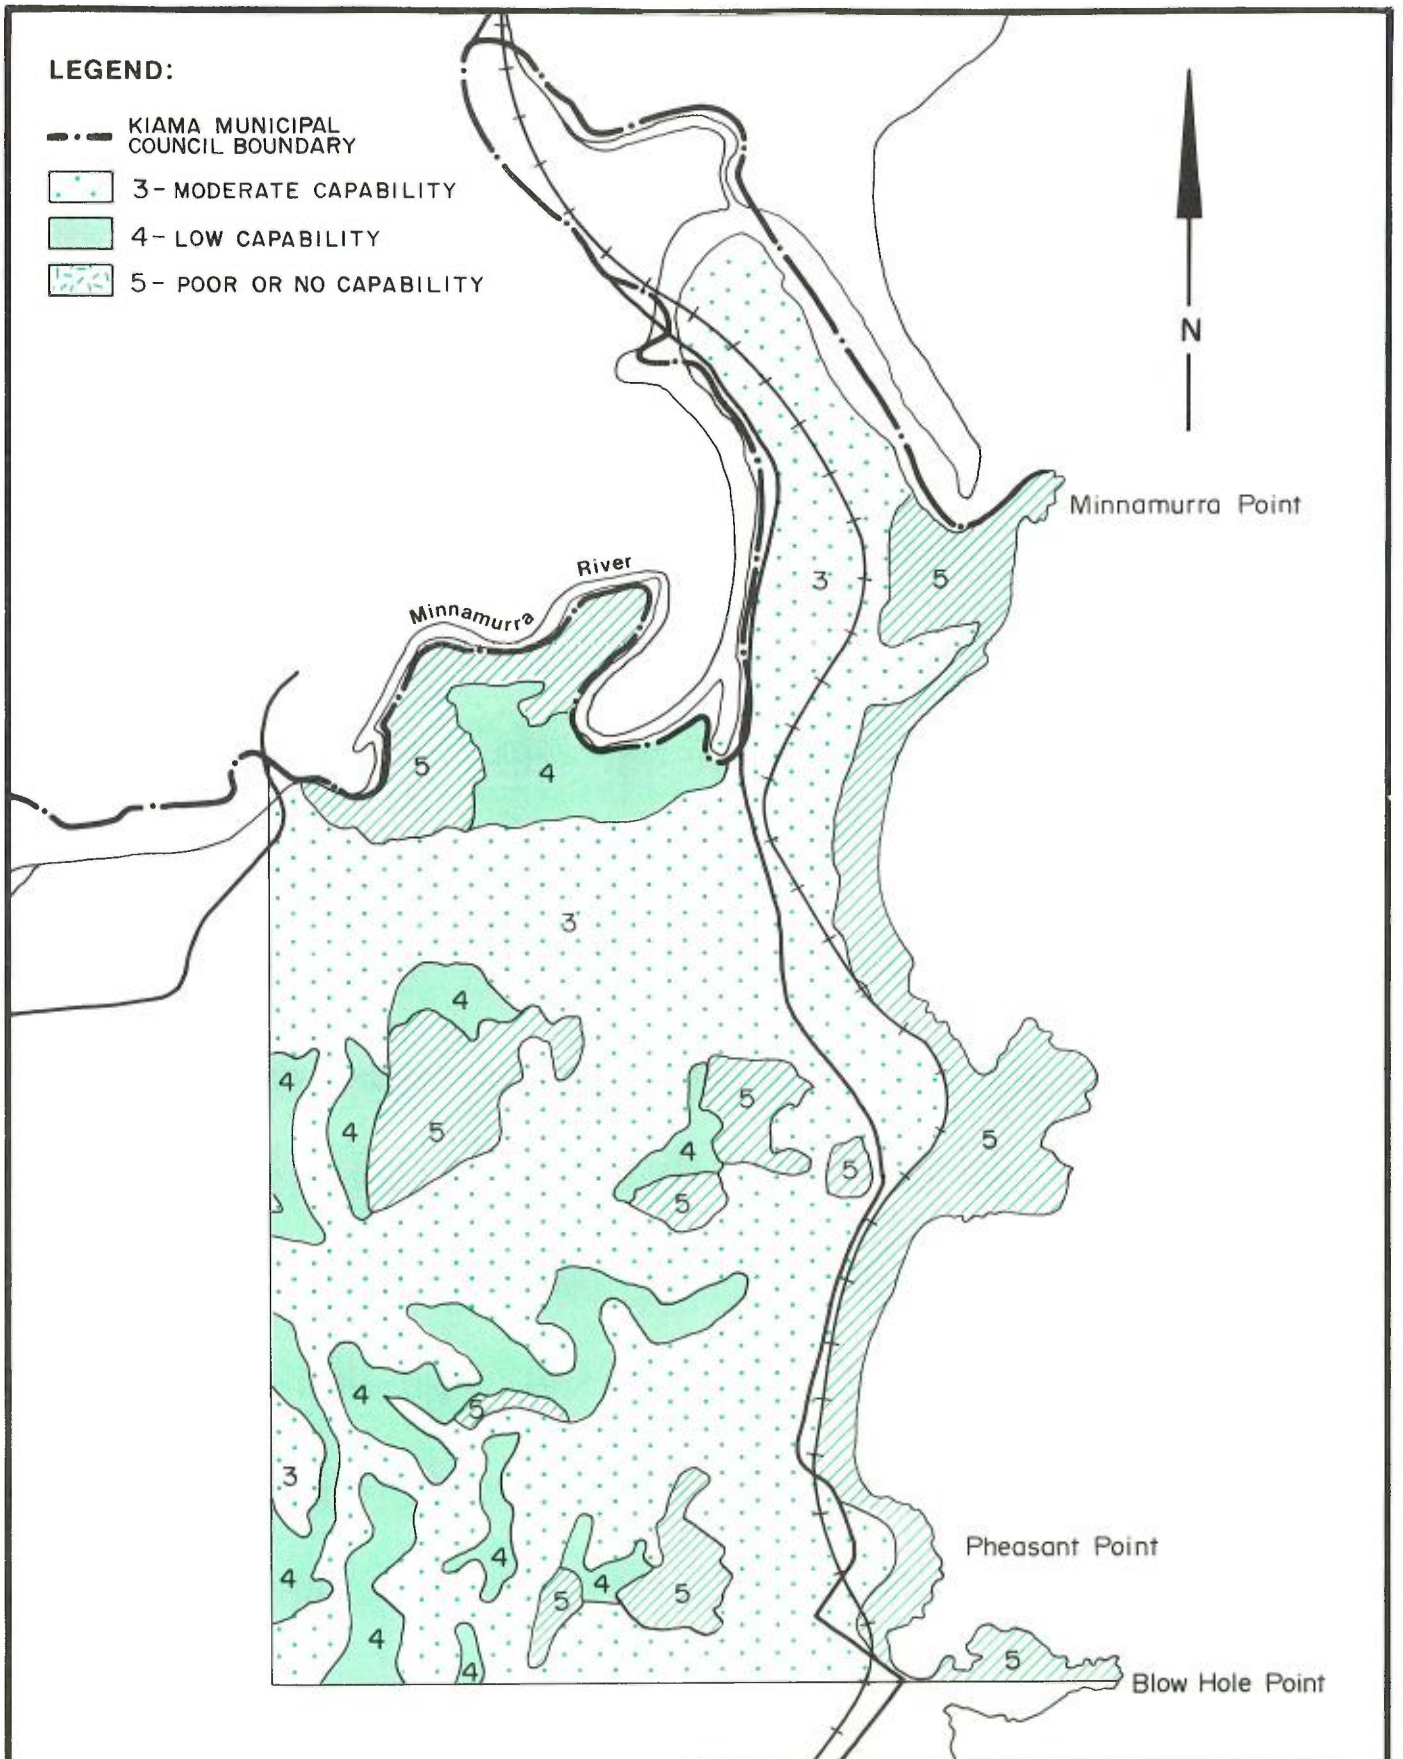 LEGEND:
KIAMA MUNICIPAL
COUNCIL BOUNDARY
3- MODERATE CAPABILITY
4- LOW CAPABILITY
5- POOR OR NO CAPABILITY
N
Minnamurra Point
River
Minnamurra
3
5
5
4
3
4
4
5
4
5
5
4
5
5
4
5
3
4
4
4
5
4
5
4
Pheasant Point
5
Blow Hole Point